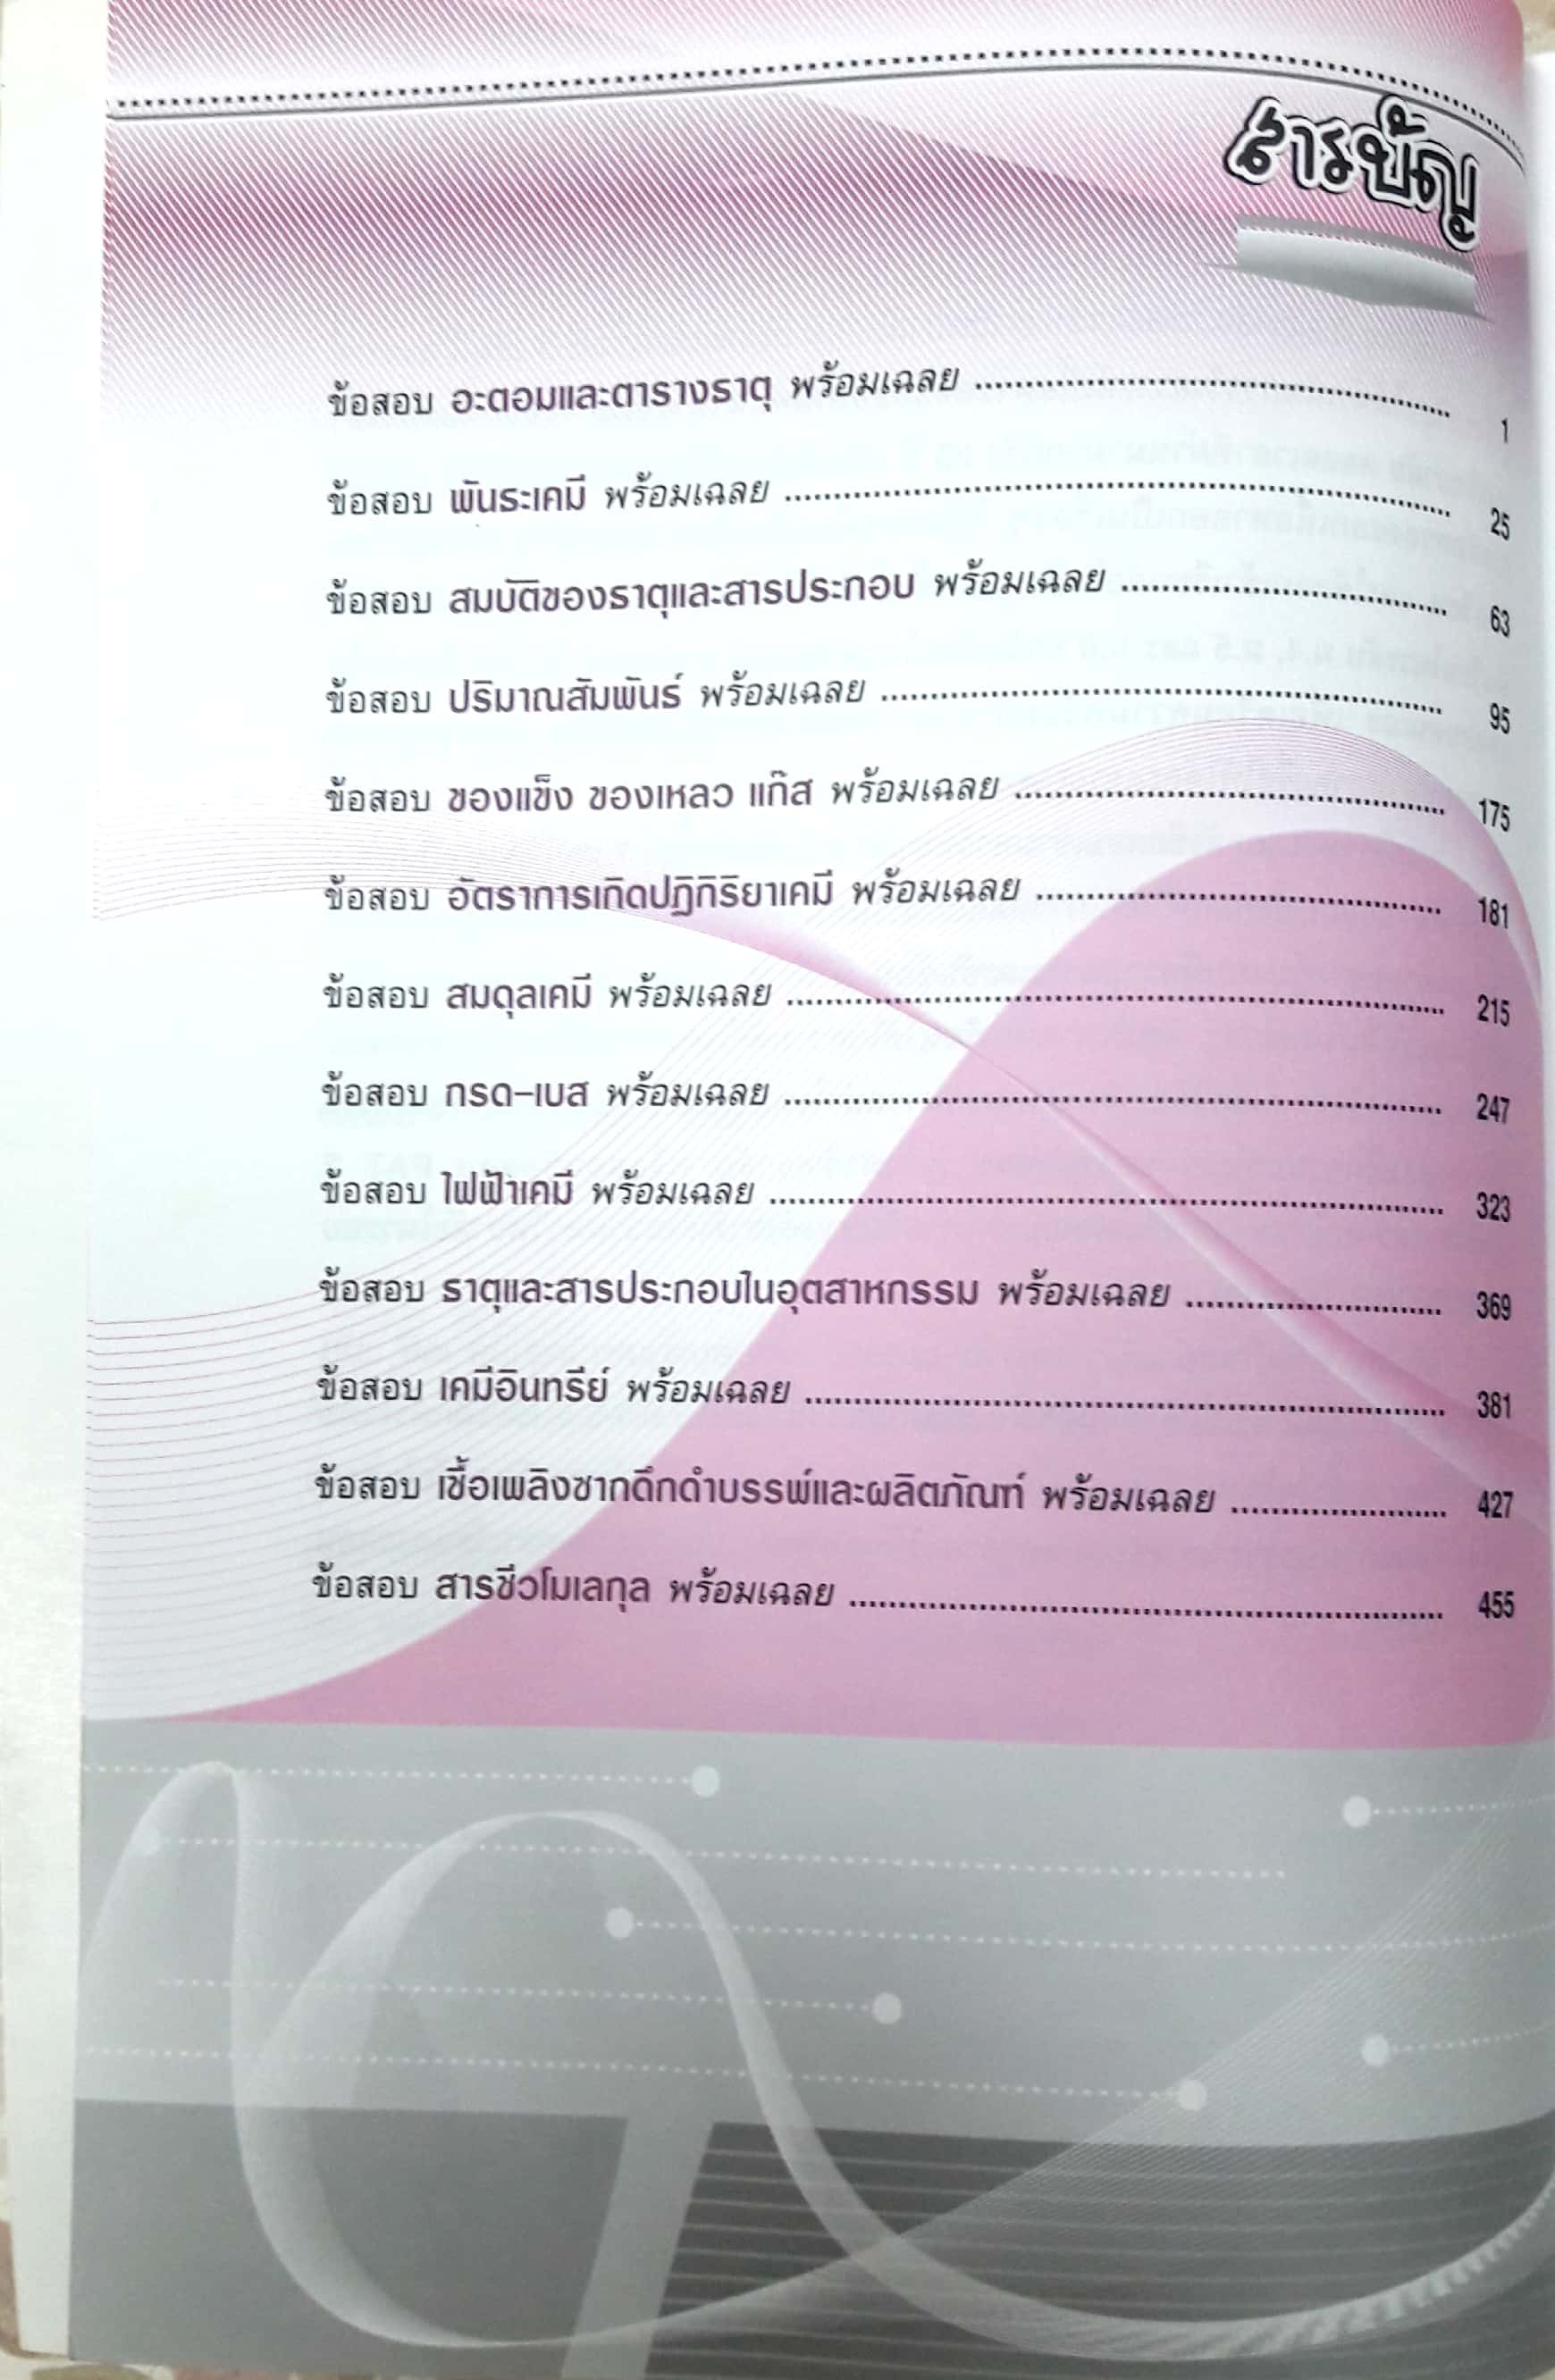 สารบัญ
ข้อสอบ อะตอมและตารางธาตุ พร้อมเฉลย ........................................ 1
ข้อสอบ พันธะเคมี พร้อมเฉลย ........................................ 25
ข้อสอบ สมบัติของธาตุและสารประกอบ พร้อมเฉลย ........................................ 63
ข้อสอบ ปริมาณสัมพันธ์ พร้อมเฉลย ........................................ 95
ข้อสอบ ของแข็ง ของเหลว แก๊ส พร้อมเฉลย ........................................ 175
ข้อสอบ อัตราการเกิดปฏิกิริยาเคมี พร้อมเฉลย ........................................ 181
ข้อสอบ สมดุลเคมี พร้อมเฉลย ........................................ 215
ข้อสอบ กรด–เบส พร้อมเฉลย ........................................ 247
ข้อสอบ ไฟฟ้าเคมี พร้อมเฉลย ........................................ 323
ข้อสอบ ธาตุและสารประกอบในอุตสาหกรรม พร้อมเฉลย ........................................ 369
ข้อสอบ เคมีอินทรีย์ พร้อมเฉลย ........................................ 381
ข้อสอบ เชื้อเพลิงซากดึกดำบรรพ์และผลิตภัณฑ์ พร้อมเฉลย ........................................ 427
ข้อสอบ สารชีวโมเลกุล พร้อมเฉลย ........................................ 455